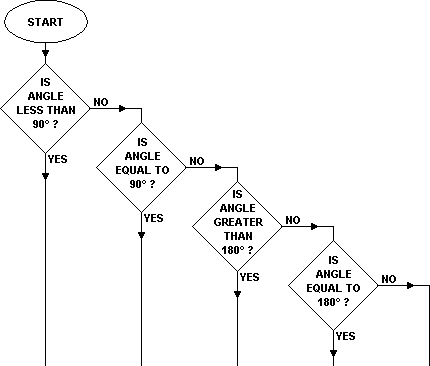 START
IS
ANGLE
LESS THAN
90° ?
NO
YES
IS
ANGLE
EQUAL TO
90° ?
NO
YES
IS
ANGLE
GREATER
THAN
180° ?
NO
YES
IS
ANGLE
EQUAL TO
180° ?
NO
YES